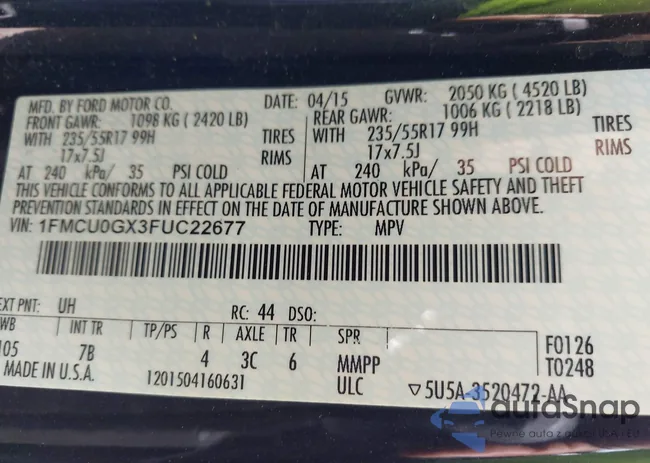 MFD. BY FORD MOTOR CO. DATE: 04/15 GVWR: 2050 KG (4520 LB)
FRONT GAWR: 1098 KG (2420 LB) REAR GAWR: 1006 KG (2218 LB)
WITH 235/55R17 99H TIRES WITH 235/55R17 99H TIRES
17x7.5J RIMS 17x7.5J RIMS
AT 240 kPa/ 35 PSI COLD AT 240 kPa/ 35 PSI COLD
THIS VEHICLE CONFORMS TO ALL APPLICABLE FEDERAL MOTOR VEHICLE SAFETY AND THEFT
PREVENTION STANDARDS IN EFFECT ON THE DATE OF MANUFACTURE SHOWN ABOVE.
VIN: 1FMCU0GX3FUC22677 TYPE: MPV
EXT PNT: UH RC: 44 DSO:
WB INT TR TP/PS R AXLE TR SPR F0126
105 7B 4 3C 6 MMPP T0248
MADE IN U.S.A. 1201504160631 ULC ▽5U5A-3520472-AA
autoSnap
Pewne auta z aukcji USA i EU